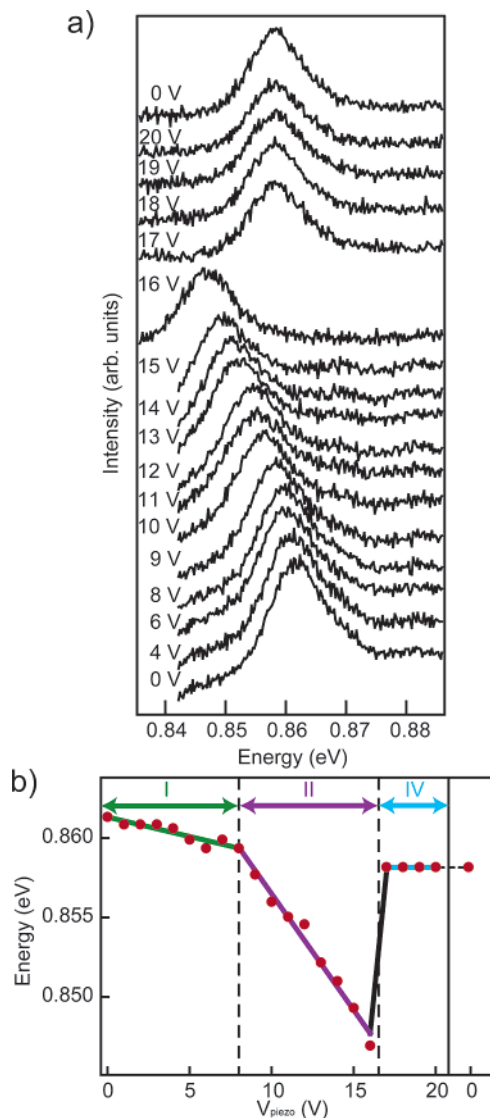 a)
0 V
20 V
19 V
18 V
17 V
16 V
15 V
14 V
13 V
12 V
11 V
10 V
9 V
8 V
6 V
4 V
0 V
Intensity (arb. units)
0.84 0.85 0.86 0.87 0.88
Energy (eV)
b)
I II IV
0.860
0.855
0.850
Energy (eV)
0 5 10 15 20 0
Vpiezo (V)